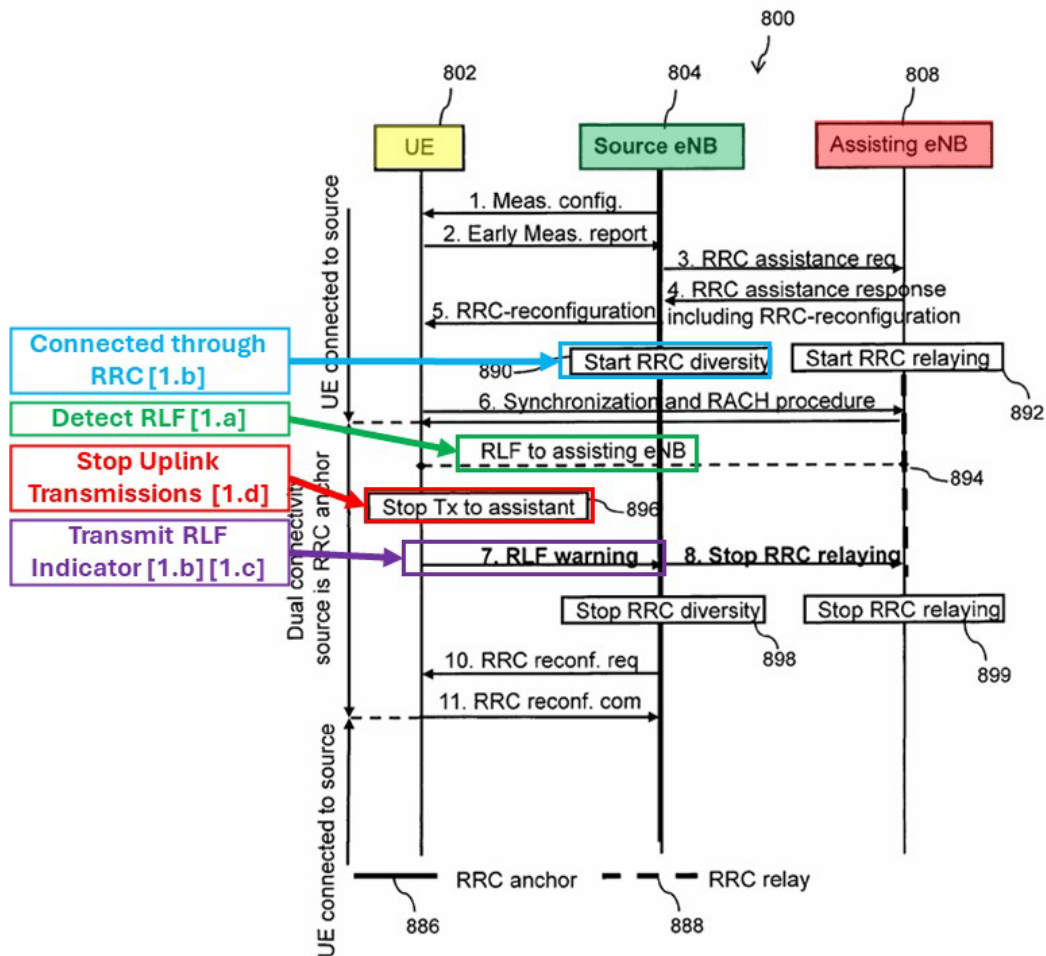 800
802
804
808
UE
Source eNB
Assisting eNB
UE connected to source
1. Meas. config.
2. Early Meas. report
3. RRC assistance req
4. RRC assistance response
5. RRC-reconfiguration
including RRC-reconfiguration
Connected through
RRC [1.b]
890
Start RRC diversity
Start RRC relaying
892
6. Synchronization and RACH procedure
Detect RLF [1.a]
RLF to assisting eNB
894
Stop Uplink
Transmissions [1.d]
Stop Tx to assistant
896
Dual connectivity
source is RRC anchor
Transmit RLF
Indicator [1.b] [1.c]
7. RLF warning
8. Stop RRC relaying
Stop RRC diversity
Stop RRC relaying
898
899
10. RRC reconf. req
11. RRC reconf. com
UE connected to source
RRC anchor
RRC relay
886
888